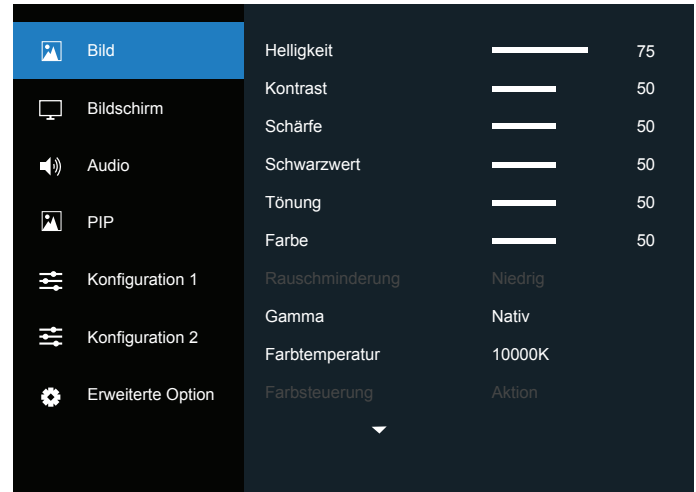 Bild
Bildschirm
Audio
PIP
Konfiguration 1
Konfiguration 2
Erweiterte Option
Helligkeit 75
Kontrast 50
Schärfe 50
Schwarzwert 50
Tönung 50
Farbe 50
Rauschminderung Niedrig
Gamma Nativ
Farbtemperatur 10000K
Farbsteuerung Aktion